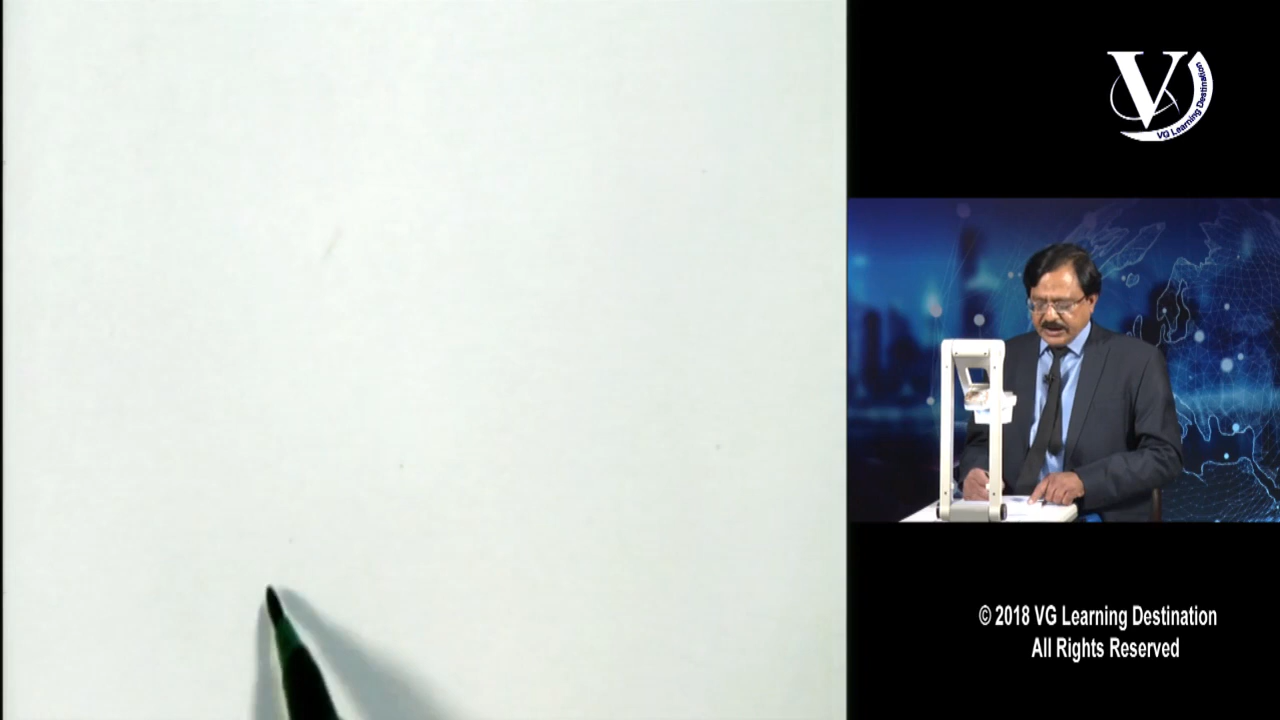 V
VG Learning Destination
© 2018 VG Learning Destination
All Rights Reserved